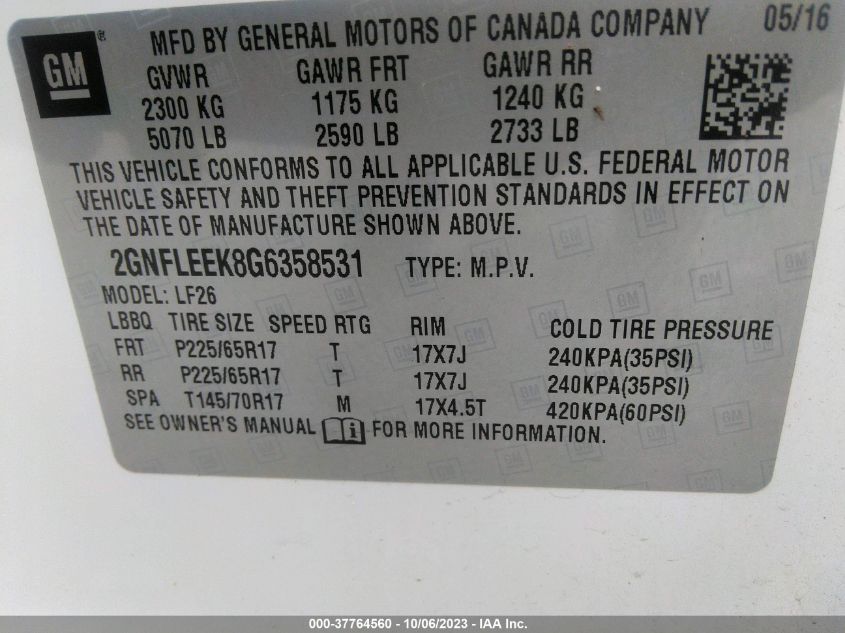 GM ® MFD BY GENERAL MOTORS OF CANADA COMPANY 05/16
GVWR GAWR FRT GAWR RR
2300 KG 1175 KG 1240 KG
5070 LB 2590 LB 2733 LB
THIS VEHICLE CONFORMS TO ALL APPLICABLE U.S. FEDERAL MOTOR
VEHICLE SAFETY AND THEFT PREVENTION STANDARDS IN EFFECT ON
THE DATE OF MANUFACTURE SHOWN ABOVE.
2GNFLEEK8G6358531 TYPE: M.P.V.
MODEL: LF26
LBBQ TIRE SIZE SPEED RTG RIM COLD TIRE PRESSURE
FRT P225/65R17 T 17X7J 240KPA(35PSI)
RR P225/65R17 T 17X7J 240KPA(35PSI)
SPA T145/70R17 M 17X4.5T 420KPA(60PSI)
SEE OWNER'S MANUAL FOR MORE INFORMATION.
000-37764560 - 10/06/2023 - IAA Inc.